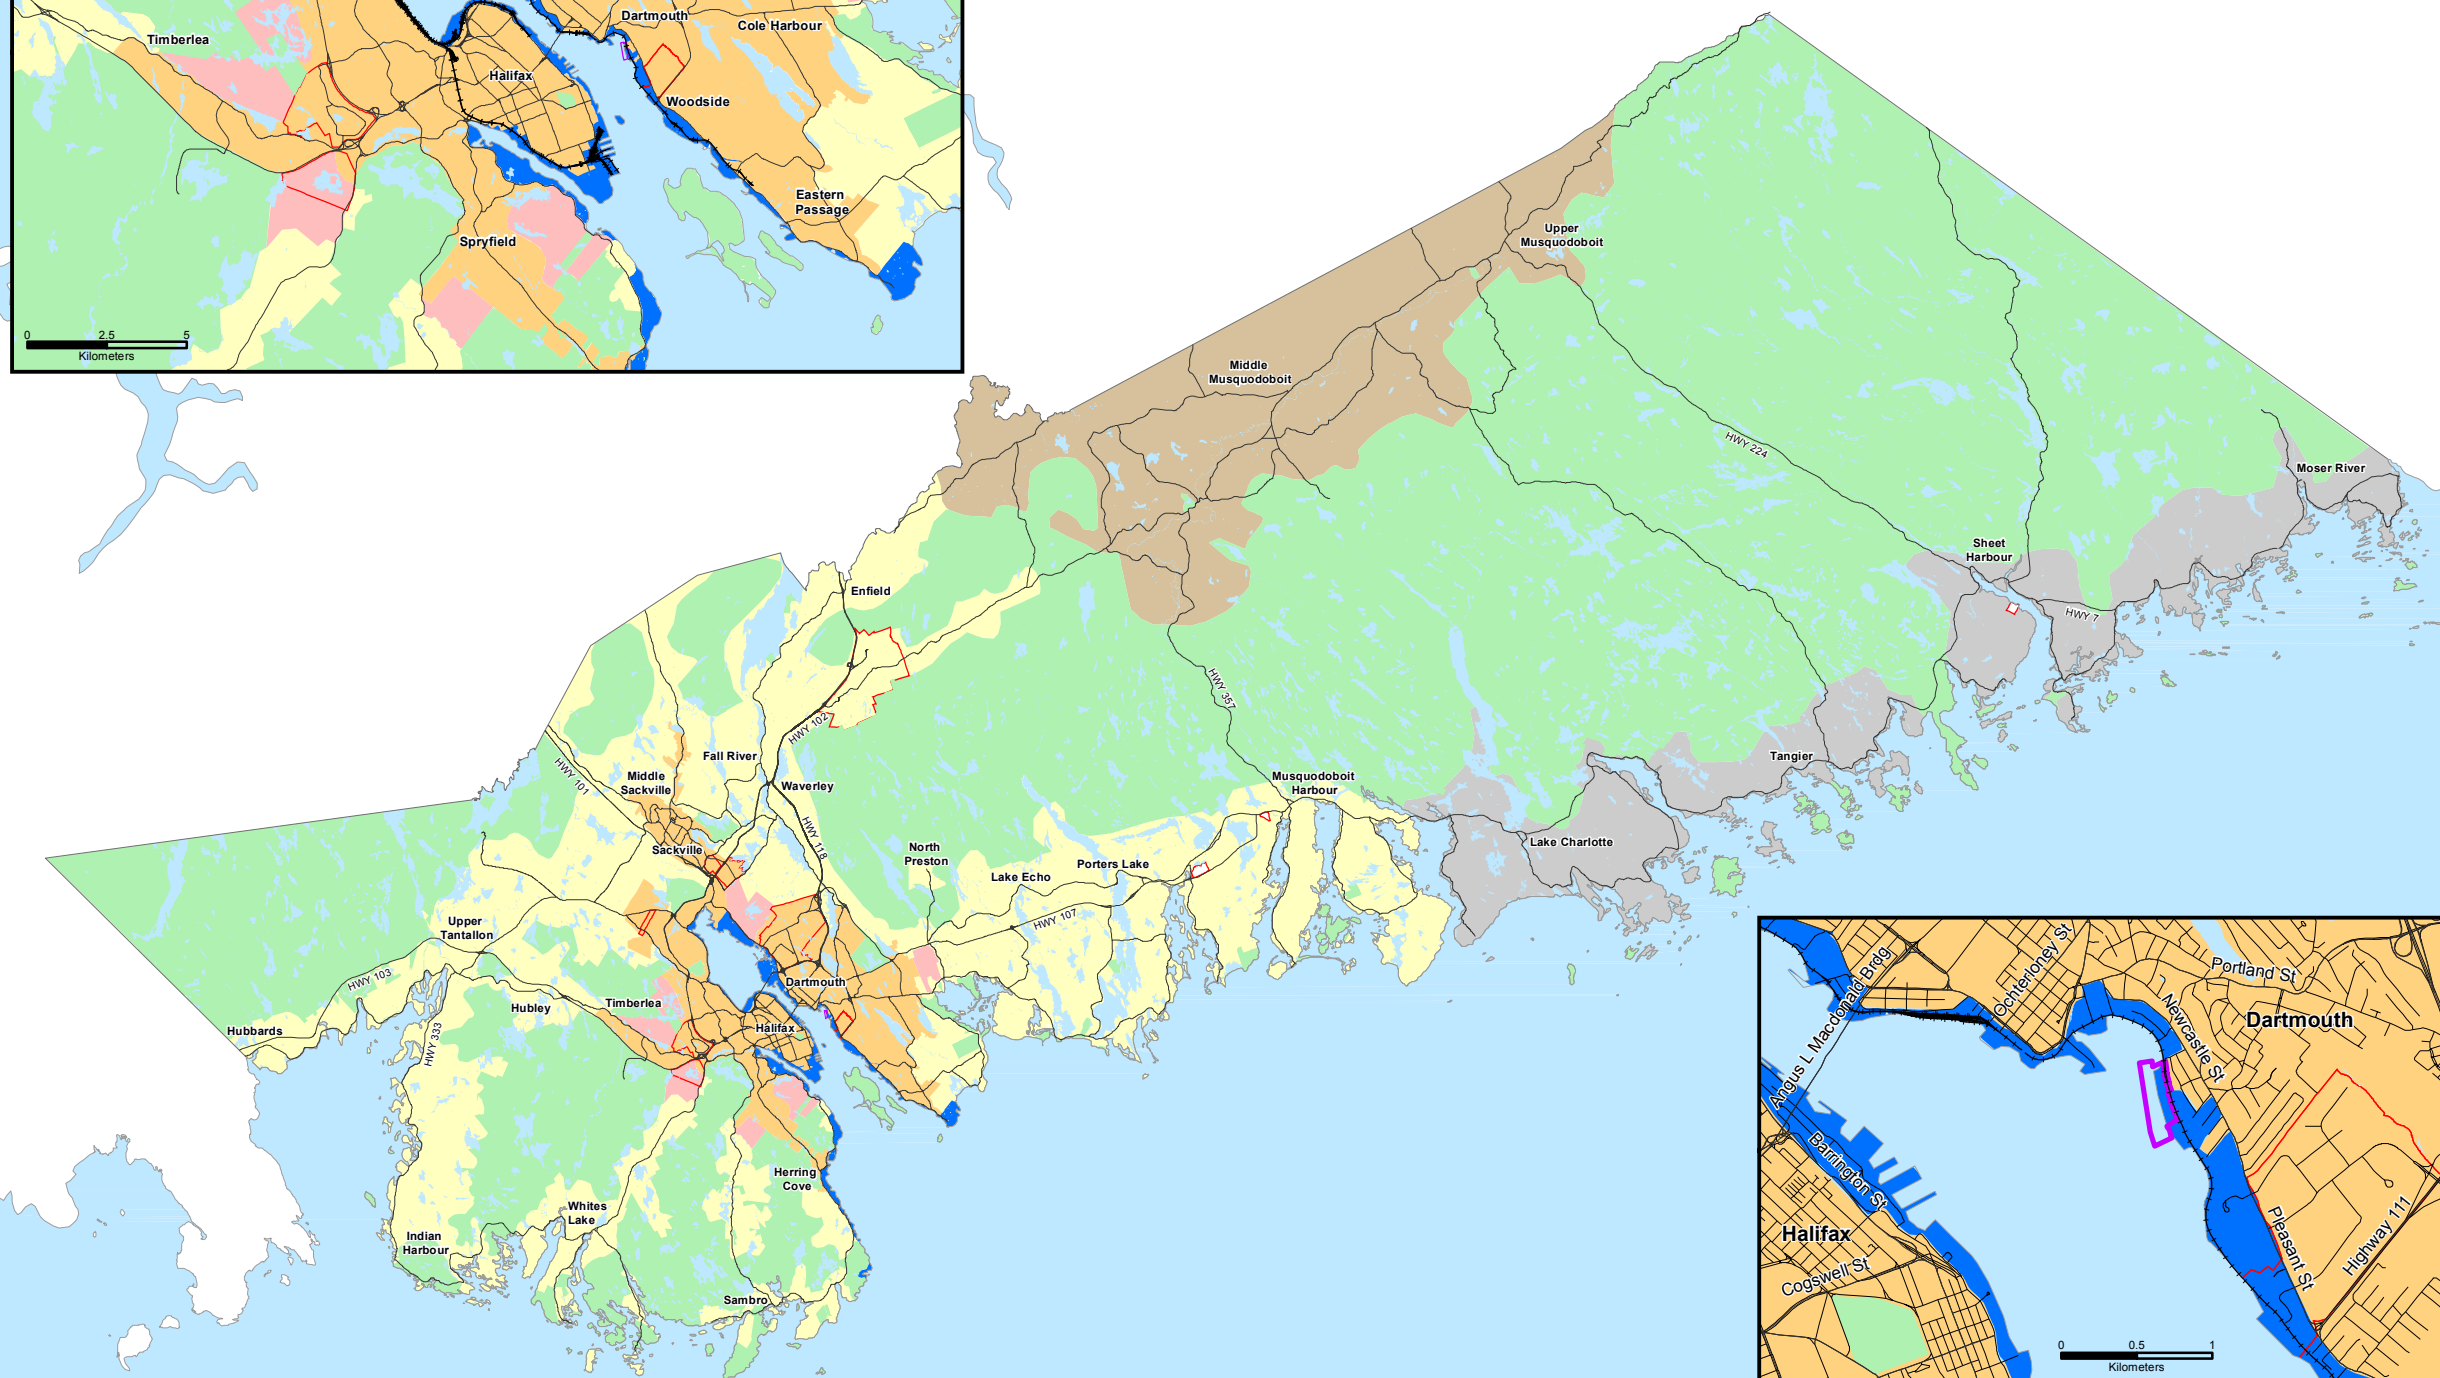 Timberlea
Dartmouth
Cole Harbour
Halifax
Woodside
Eastern
Passage
Spryfield
0 2.5 5
Kilometers
Upper
Musquodoboit
Middle
Musquodoboit
HWY 224
Moser River
Sheet
Harbour
HWY 7
Enfield
HWY 357
HWY 102
Fall River
Middle
Sackville
HWY 101
Waverley
Musquodoboit
Harbour
Tangier
HWY 118
Sackville
North
Preston
Lake Echo
Porters Lake
Lake Charlotte
HWY 107
Upper
Tantallon
HWY 103
Hubley
Timberlea
Dartmouth
Halifax
Hubbards
HWY 333
Herring
Cove
Whites
Lake
Indian
Harbour
Sambro
Angus L Macdonald Brdg
Ochterloney St
Portland St
Newcastle St
Dartmouth
Barrington St
Halifax
Cogswell St
Pleasant St
Highway 111
0 0.5 1
Kilometers